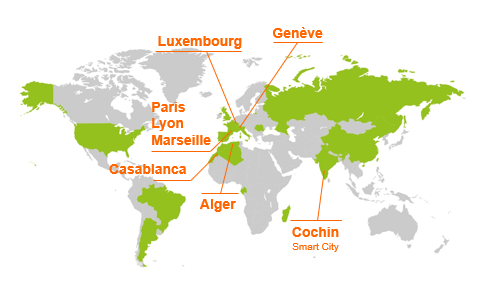 Genève
Luxembourg
Paris
Lyon
Marseille
Casablanca
Alger
Cochin
Smart City